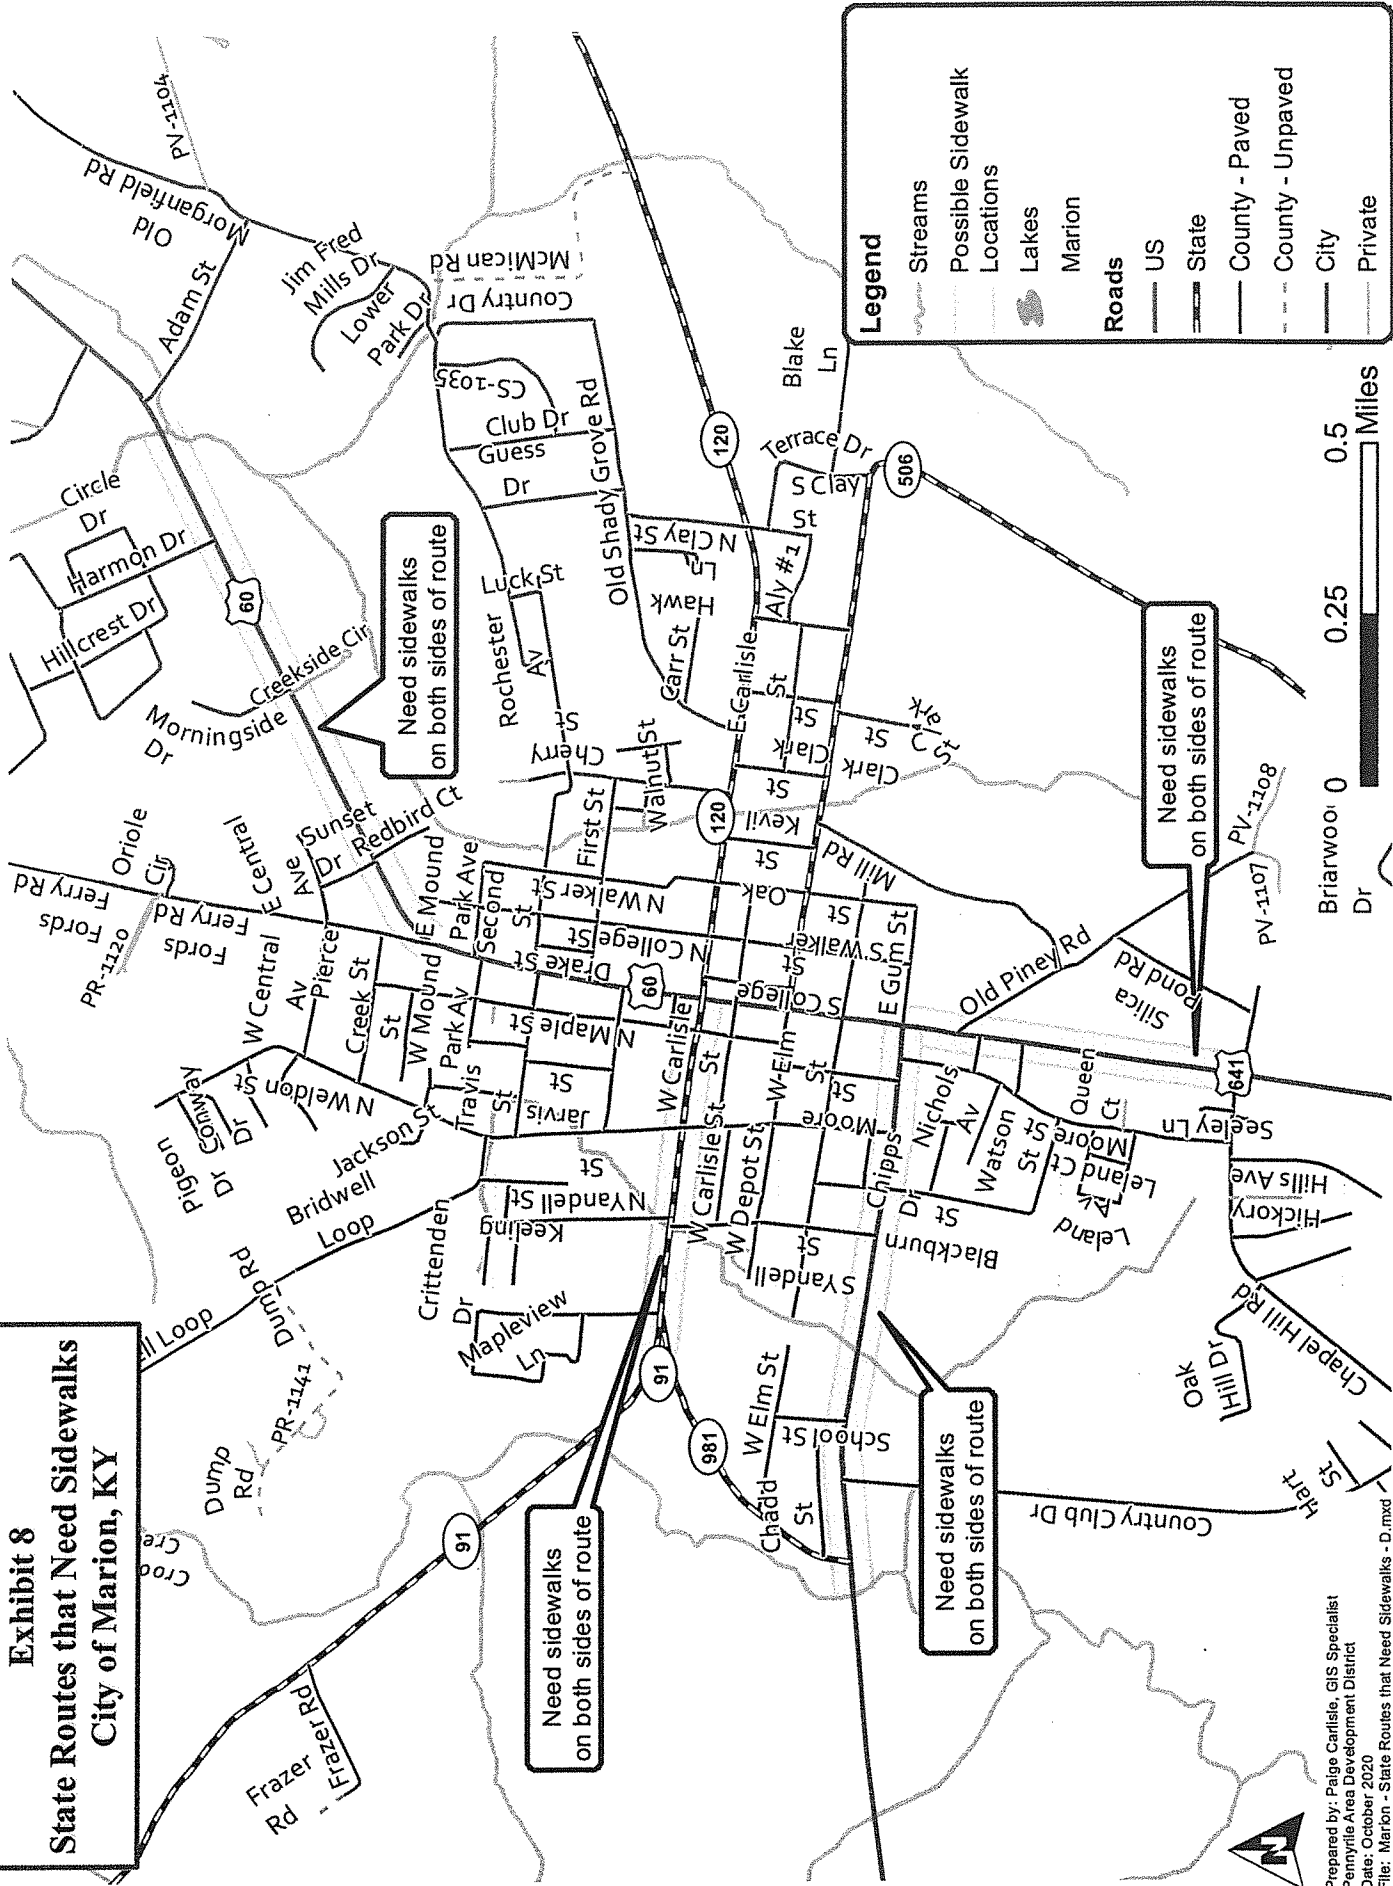 Exhibit 8
State Routes that Need Sidewalks
City of Marion, KY
Old
Morganfield Rd
PV-1104
Adam St
Jim Fred
Mills Dr
Lower
Park Dr
McMican Rd
Country Dr
CS-1035
Club Dr
Guess
Dr
Old Shady Grove Rd
Circle
Dr
Harmon Dr
Hillcrest Dr
60
Creekside Cir
Morningside
Dr
Need sidewalks
on both sides of route
Luck St
Rochester
Av
N Clay St
Hawk
Ln
Carr St
120
Terrace Dr
Blake
Ln
S Clay
St
506
Aly #1
E Carlisle
St
Clark
St
Clark
St
Clark
St
Cherry
St
Walnut St
First St
120
Kevil
St
Oak
St
Mill Rd
Oriole
Cir
Fords
Ferry Rd
Fords
Ferry Rd
PR-1120
E Central
Ave
Sunset
Dr
Redbird Ct
E Mound
Park Ave
Second
St
N Walker St
N College St
Drake St
60
S Walker
St
S College
St
E Gum St
W Central
Av
Pierce
Creek St
St
W Mound
Park Av
N Maple St
Travis
St
Jarvis
St
W Carlisle
St
W Elm
St
Pigeon
Dr
Conway
Dr
N Weldon
St
Jackson St
Bridwell
Loop
ell Loop
Crittenden
Dr
Keeling
St
N Yandell
St
W Carlisle St
W Depot St
Moore
St
S Yandell
St
Chipps
Dr
Blackburn
St
Nichols
Av
Watson
St
Moore St
Queen
Ct
Leland Ct
Leland
Av
Old Piney Rd
Silica
Pond Rd
Need sidewalks
on both sides of route
PV-1108
PV-1107
Briarwood
Dr
641
Seeley Ln
Hills Ave
Hickory
Chapel Hill Rd
Oak
Hill Dr
Hart
St
Country Club Dr
School St
W Elm St
Chadd
St
Mapleview
Ln
91
981
91
Dump Rd
PR-1141
Dump
Rd
Croo
Cre
Frazer
Rd
Frazer Rd
Need sidewalks
on both sides of route
Need sidewalks
on both sides of route
Legend
Streams
Possible Sidewalk
Locations
Lakes
Marion
Roads
US
State
County - Paved
County - Unpaved
City
Private
0 0.25 0.5
Miles
N
Prepared by: Paige Carlisle, GIS Specialist
Pennyrile Area Development District
Date: October 2020
File: Marion - State Routes that Need Sidewalks - D.mxd